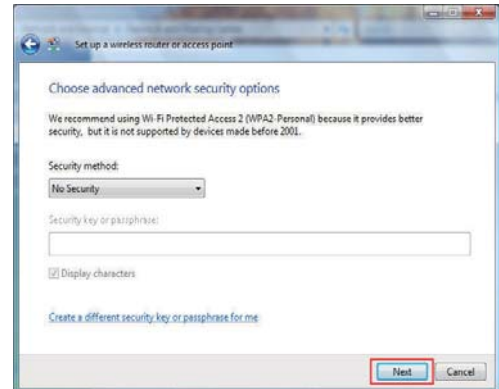 Set up a wireless router or access point
Choose advanced network security options
We recommend using Wi-Fi Protected Access 2 (WPA2-Personal) because it provides better
security, but it is not supported by devices made before 2001.
Security method:
No Security
Security key or passphrase:
Display characters
Create a different security key or passphrase for me
Next
Cancel